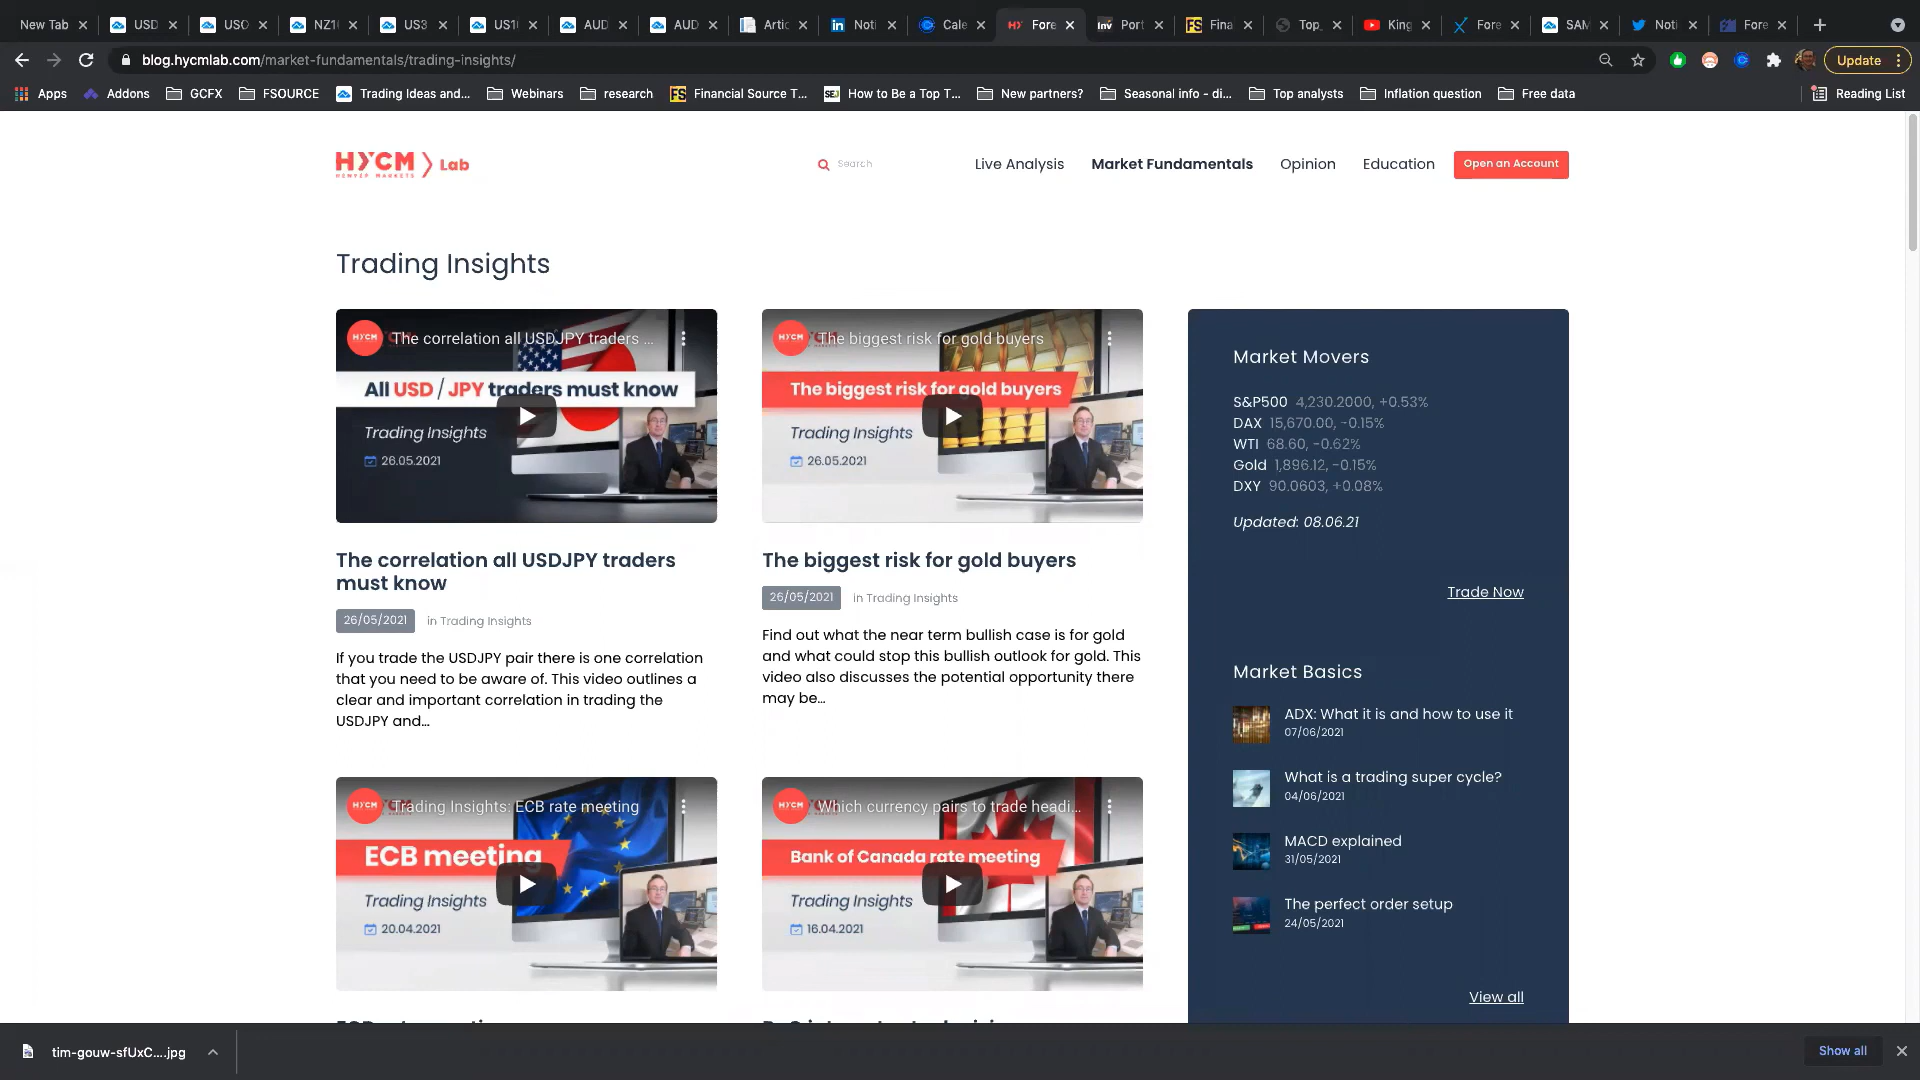 New Tab
USD
USO
NZ1
US3
US1
AUD
AUD
Artic
Noti
Cale
Fore
Port
Fina
Top_
King
Fore
SAM
Noti
Fore
blog.hycmlab.com/market-fundamentals/trading-insights/
Update
Apps
Addons
GCFX
FSOURCE
Trading Ideas and...
Webinars
research
Financial Source T...
How to Be a Top T...
New partners?
Seasonal info - di...
Top analysts
Inflation question
Free data
Reading List
HYCM Lab
HENYEP MARKETS
Search
Live Analysis
Market Fundamentals
Opinion
Education
Open an Account
Trading Insights
HYCM
The correlation all USDJPY traders ...
All USD / JPY traders must know
Trading Insights
26.05.2021
HYCM
The biggest risk for gold buyers
The biggest risk for gold buyers
Trading Insights
26.05.2021
The correlation all USDJPY traders
must know
26/05/2021 in Trading Insights
If you trade the USDJPY pair there is one correlation
that you need to be aware of. This video outlines a
clear and important correlation in trading the
USDJPY and...
The biggest risk for gold buyers
26/05/2021 in Trading Insights
Find out what the near term bullish case is for gold
and what could stop this bullish outlook for gold. This
video also discusses the potential opportunity there
may be...
HYCM
Trading Insights: ECB rate meeting
ECB meeting
Trading Insights
20.04.2021
HYCM
Which currency pairs to trade headi...
Bank of Canada rate meeting
Trading Insights
16.04.2021
Market Movers
S&P500 4,230.2000, +0.53%
DAX 15,670.00, -0.15%
WTI 68.60, -0.62%
Gold 1,896.12, -0.15%
DXY 90.0603, +0.08%
Updated: 08.06.21
Trade Now
Market Basics
ADX: What it is and how to use it
07/06/2021
What is a trading super cycle?
04/06/2021
MACD explained
31/05/2021
The perfect order setup
24/05/2021
View all
tim-gouw-sfUxC....jpg
Show all